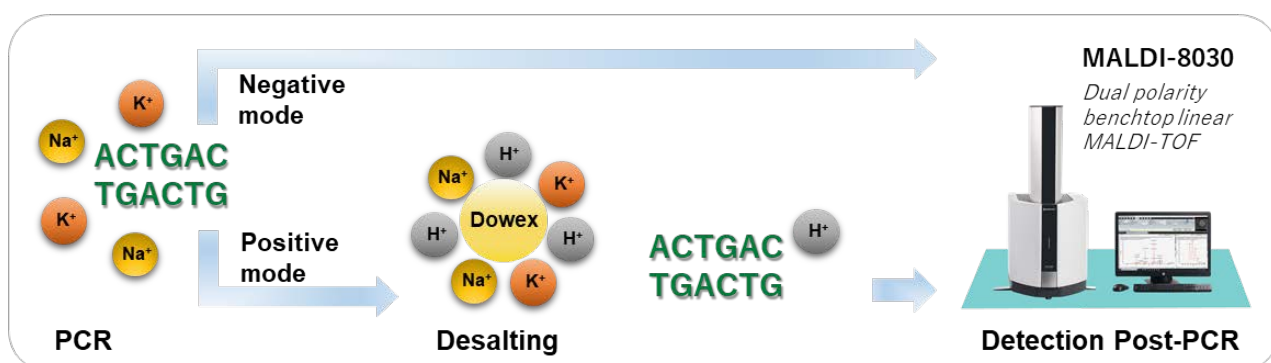 Negative
mode
MALDI-8030
Dual polarity
benchtop linear
MALDI-TOF
K⁺
Na⁺
ACTGAC
TGACTG
K⁺
Na⁺
Positive
mode
H⁺
Na⁺
K⁺
Dowex
H⁺
H⁺
Na⁺
K⁺
ACTGAC
H⁺
TGACTG
PCR
Desalting
Detection Post-PCR